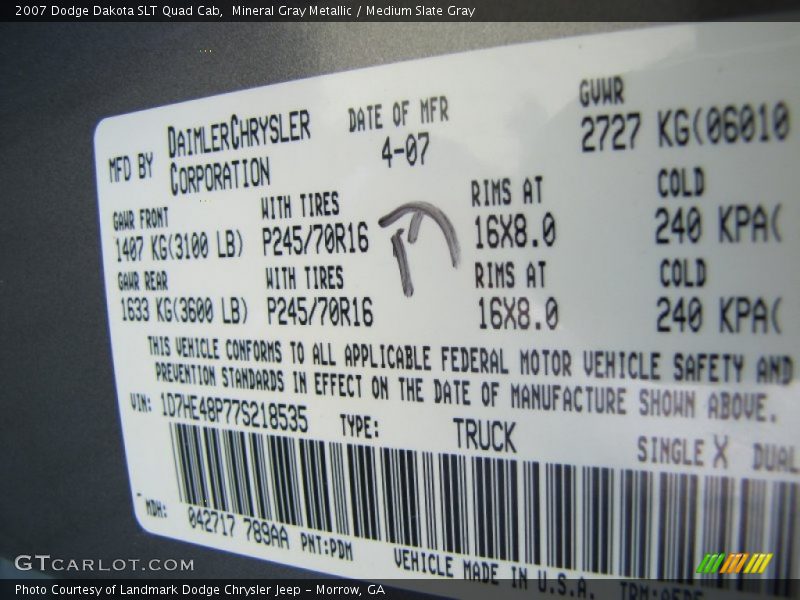 2007 Dodge Dakota SLT Quad Cab,  Mineral Gray Metallic / Medium Slate Gray
MFD BY DAIMLERCHRYSLER CORPORATION
DATE OF MFR
4-07
GVWR
2727 KG(06010
GAWR FRONT WITH TIRES RIMS AT COLD
1407 KG(3100 LB) P245/70R16 16X8.0 240 KPA(
GAWR REAR WITH TIRES RIMS AT COLD
1633 KG(3600 LB) P245/70R16 16X8.0 240 KPA(
THIS VEHICLE CONFORMS TO ALL APPLICABLE FEDERAL MOTOR VEHICLE SAFETY AND
PREVENTION STANDARDS IN EFFECT ON THE DATE OF MANUFACTURE SHOWN ABOVE.
VIN: 1D7HE48P77S218535 TYPE: TRUCK SINGLE X DUAL
MDH: 042717 789AA PNT:PDM VEHICLE MADE IN U.S.A.
GTCARLOT.COM
Photo Courtesy of Landmark Dodge Chrysler Jeep – Morrow, GA